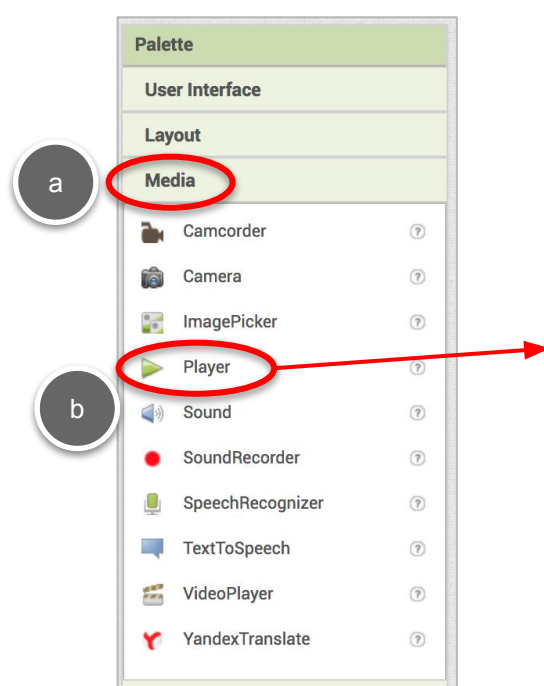 Palette
User Interface
Layout
a
Media
Camcorder ?
Camera ?
ImagePicker ?
Player ?
b
Sound ?
SoundRecorder ?
SpeechRecognizer ?
TextToSpeech ?
VideoPlayer ?
YandexTranslate ?